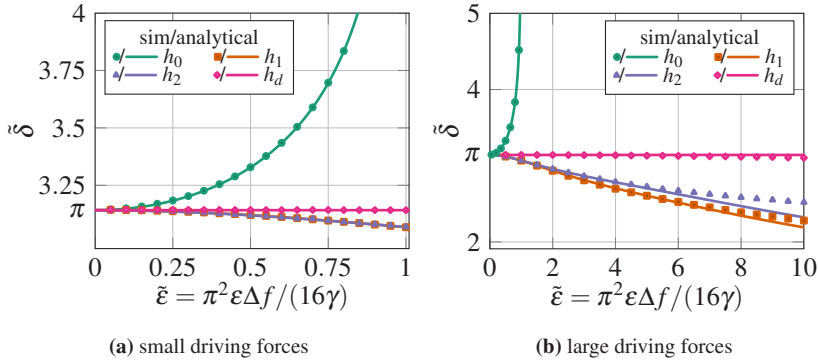 4
3.75
3.5
3.25
π
δ̃
sim/analytical
/ h₀ / h₁
/ h₂ / h_d
0 0.25 0.5 0.75 1
ε̃ = π²εΔf/(16γ)
(a) small driving forces
5
4
π
2
δ̃
sim/analytical
/ h₀ / h₁
/ h₂ / h_d
0 2 4 6 8 10
ε̃ = π²εΔf/(16γ)
(b) large driving forces